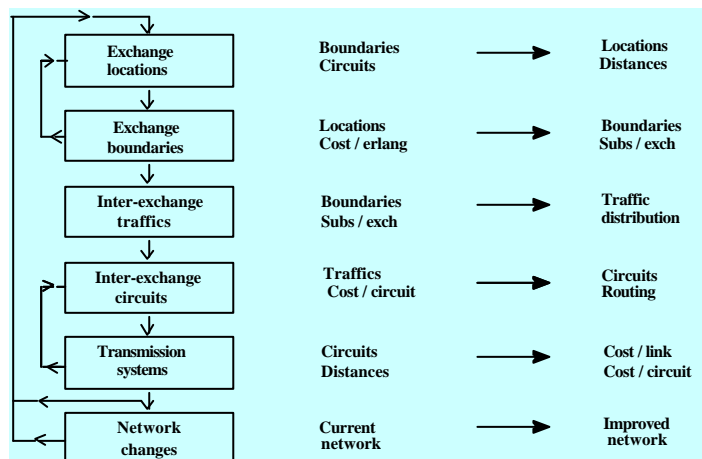 Exchange
locations
Boundaries
Circuits
Locations
Distances
Exchange
boundaries
Locations
Cost / erlang
Boundaries
Subs / exch
Inter-exchange
traffics
Boundaries
Subs / exch
Traffic
distribution
Inter-exchange
circuits
Traffics
Cost / circuit
Circuits
Routing
Transmission
systems
Circuits
Distances
Cost / link
Cost / circuit
Network
changes
Current
network
Improved
network